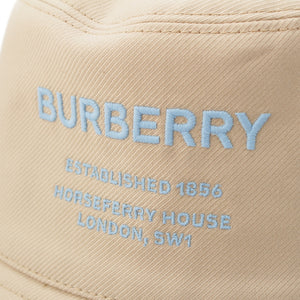 BURBERRY
ESTABLISHED 1856
HORSEFERRY HOUSE
LONDON, SW1